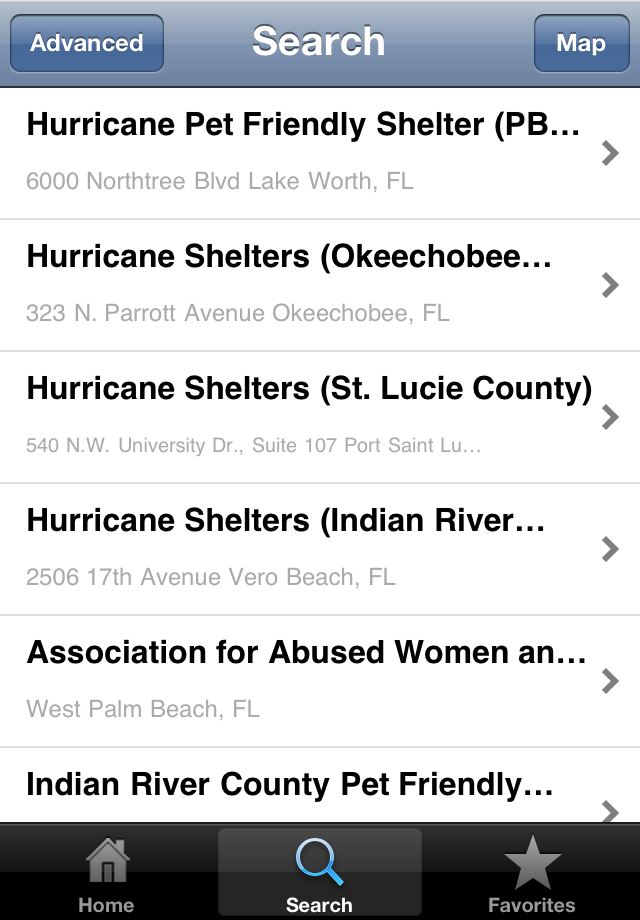 Advanced
Search
Map
Hurricane Pet Friendly Shelter (PB...
6000 Northtree Blvd Lake Worth, FL
Hurricane Shelters (Okeechobee...
323 N. Parrott Avenue Okeechobee, FL
Hurricane Shelters (St. Lucie County)
540 N.W. University Dr., Suite 107 Port Saint Lu...
Hurricane Shelters (Indian River...
2506 17th Avenue Vero Beach, FL
Association for Abused Women an...
West Palm Beach, FL
Indian River County Pet Friendly...
Home
Search
Favorites